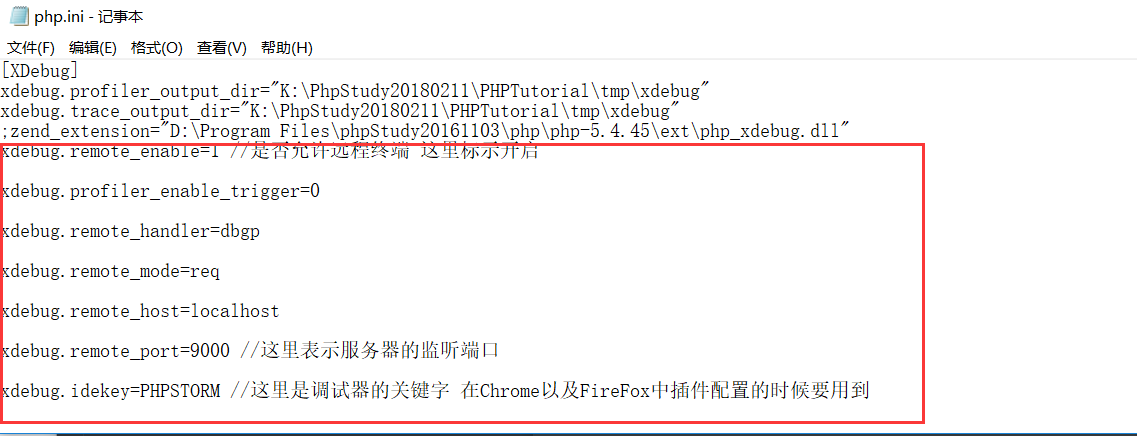 php.ini - 记事本
文件(F) 编辑(E) 格式(O) 查看(V) 帮助(H)
[XDebug]
xdebug.profiler_output_dir="K:\PhpStudy20180211\PHPTutorial\tmp\xdebug"
xdebug.trace_output_dir="K:\PhpStudy20180211\PHPTutorial\tmp\xdebug"
;zend_extension="D:\Program Files\phpStudy20161103\php\php-5.4.45\ext\php_xdebug.dll"
xdebug.remote_enable=1 //是否允许远程终端 这里标示开启
xdebug.profiler_enable_trigger=0
xdebug.remote_handler=dbgp
xdebug.remote_mode=req
xdebug.remote_host=localhost
xdebug.remote_port=9000 //这里表示服务器的监听端口
xdebug.idekey=PHPSTORM //这里是调试器的关键字 在Chrome以及FireFox中插件配置的时候要用到